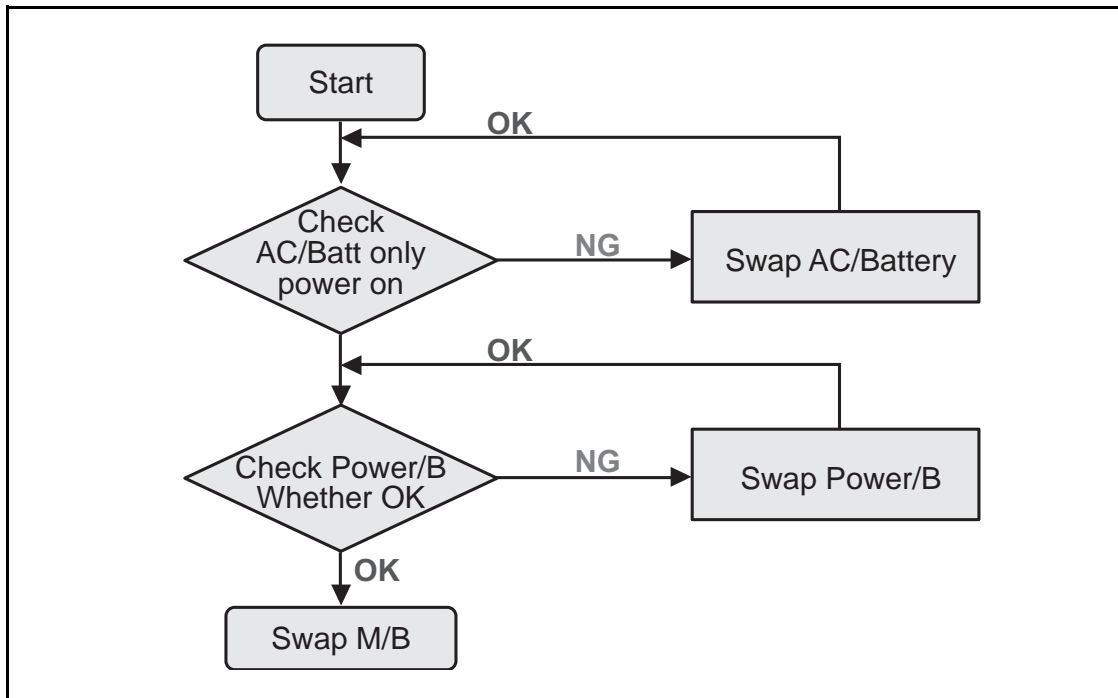 Start
OK
Check
AC/Batt only
power on
NG
Swap AC/Battery
OK
Check Power/B
Whether OK
NG
Swap Power/B
OK
Swap M/B